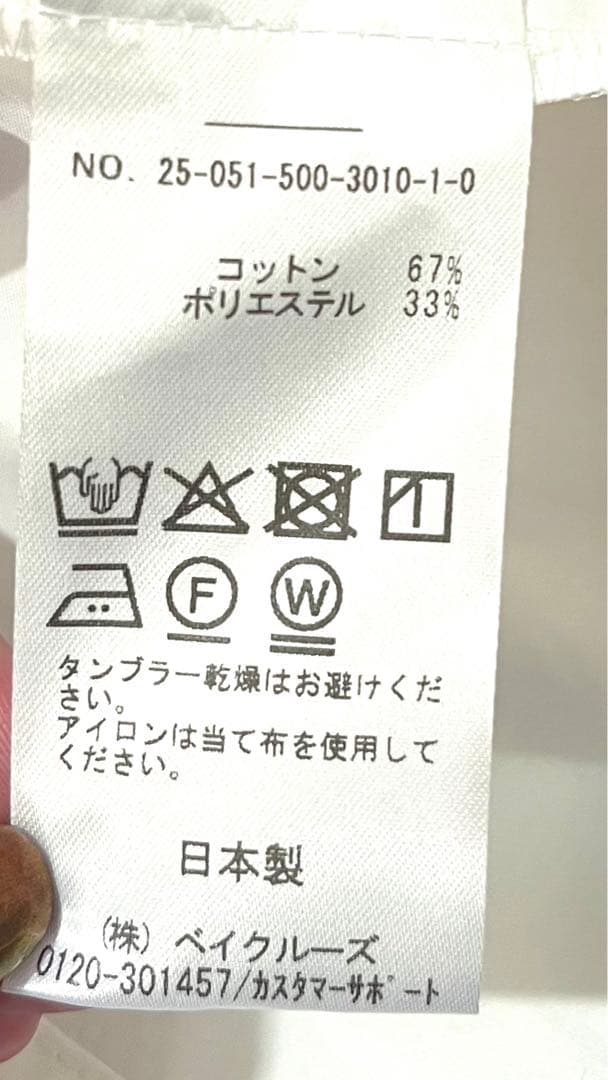 NO. 25-051-500-3010-1-0
コットン 67%
ポリエステル 33%
F W
タンブラー乾燥はお避けくだ
さい。
アイロンは当て布を使用して
ください。
日本製
(株) ベイクルーズ
0120-301457/カスタマーサポート